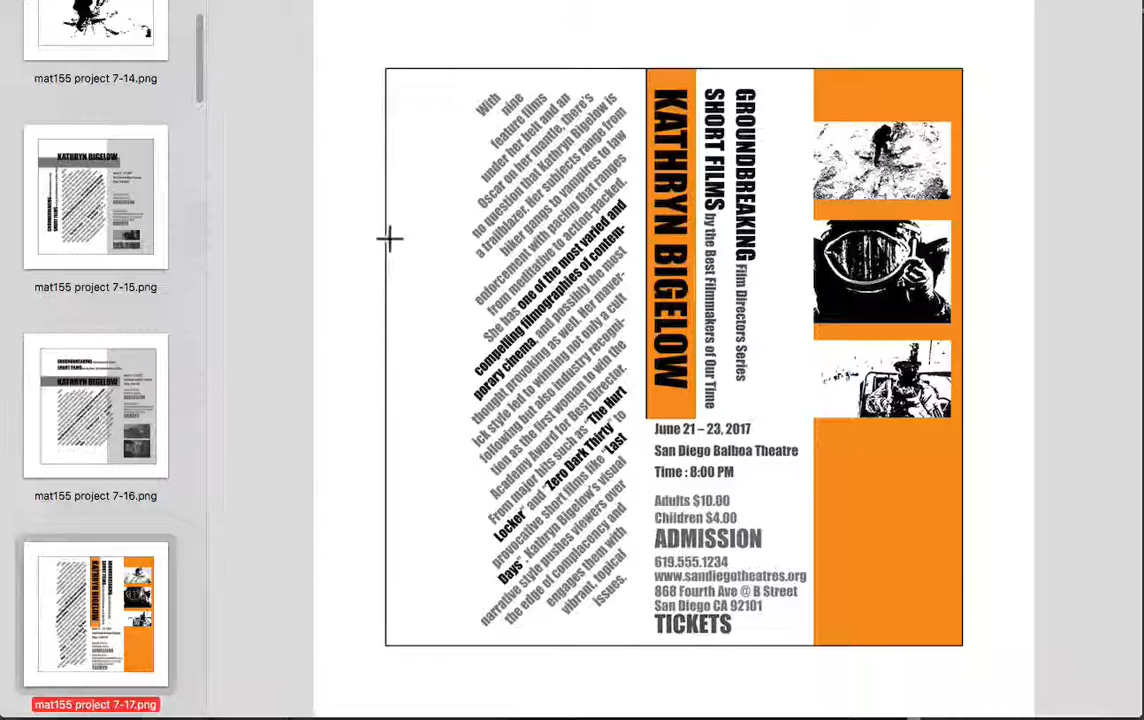 mat155 project 7-14.png
KATHRYN BIGELOW
mat155 project 7-15.png
KATHRYN BIGELOW
mat155 project 7-16.png
mat155 project 7-17.png
With
nine
feature films
under her belt and an
Oscar on her mantle, there's
no question that Kathryn Bigelow is
a trailblazer. Her subjects range from
biker gangs to vampires to law
enforcement with pacing that ranges
from meditative to action-packed.
She has one of the most varied and
compelling filmographies of contem-
porary cinema, and possibly the most
thought provoking as well. Her maver-
ick style led to winning not only a cult
following but also industry recogni-
tion as the first woman to win the
Academy Award for Best Director.
From major hits such as "The Hurt
Locker" and "Zero Dark Thirty" to
provocative short films like "Last
Days". Kathryn Bigelow's visual
narrative style pushes viewers over
the edge of complacency and
engages them with
vibrant, topical
issues.
KATHRYN BIGELOW
GROUNDBREAKING Film Directors Series
SHORT FILMS by the Best Filmmakers of Our Time
June 21 – 23, 2017
San Diego Balboa Theatre
Time : 8:00 PM
Adults $10.00
Children $4.00
ADMISSION
619.555.1234
www.sandiegotheatres.org
868 Fourth Ave @ B Street
San Diego CA 92101
TICKETS